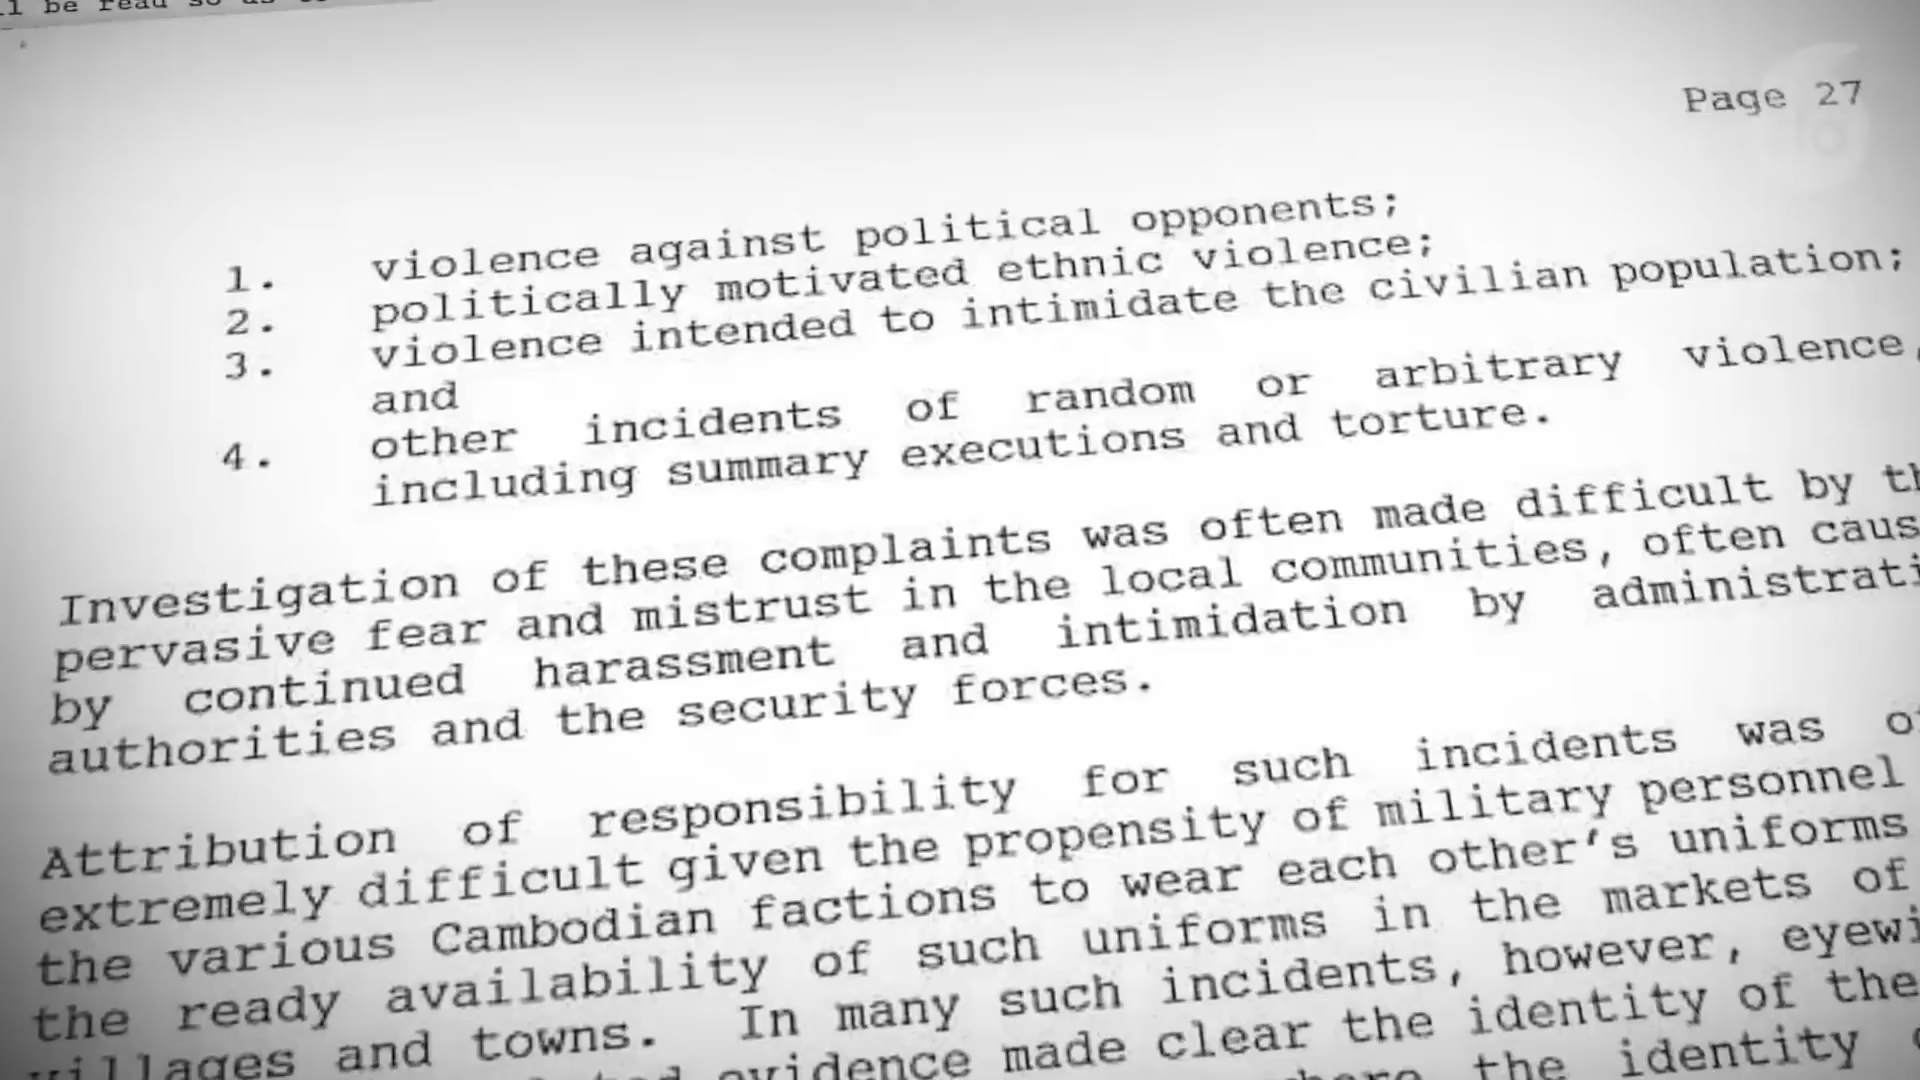 be read so as
Page 27
1. violence against political opponents;
2. politically motivated ethnic violence;
3. violence intended to intimidate the civilian population;
and
4. other incidents of random or arbitrary violence,
including summary executions and torture.
Investigation of these complaints was often made difficult by
pervasive fear and mistrust in the local communities, often
by continued harassment and intimidation by
authorities and the security forces.
Attribution of responsibility for such incidents was
extremely difficult given the propensity of military personnel
the various Cambodian factions to wear each other's uniforms
the ready availability of such uniforms in the markets of
villages and towns. In many such incidents, however,
evidence made clear the identity of the
the identity